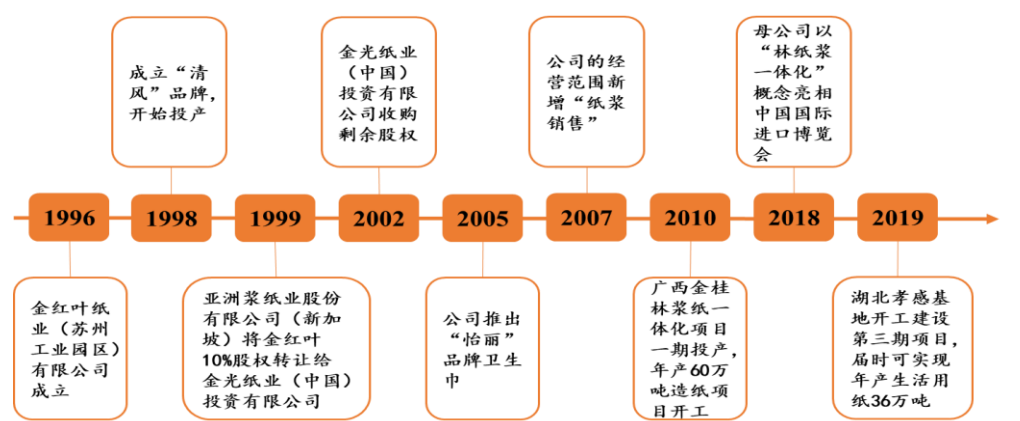 成立“清
风”品牌，
开始投产
金光纸业
（中国）
投资有限
公司收购
剩余股权
公司的经
营范围新
增“纸浆
销售”
母公司以
“林纸浆
一体化”
概念亮相
中国国际
进口博览
会
1996
1998
1999
2002
2005
2007
2010
2018
2019
金红叶纸
业（苏州
工业园区）
有限公司
成立
亚洲浆纸业股份
有限公司（新加
坡）将金红叶
10%股权转让给
金光纸业（中国）
投资有限公司
公司推出
“怡丽”
品牌卫生
巾
广西金桂
林浆纸一
体化项目
一期投产，
年产60万
吨造纸项
目开工
湖北孝感基
地开工建设
第三期项目，
届时可实现
年产生活用
纸36万吨